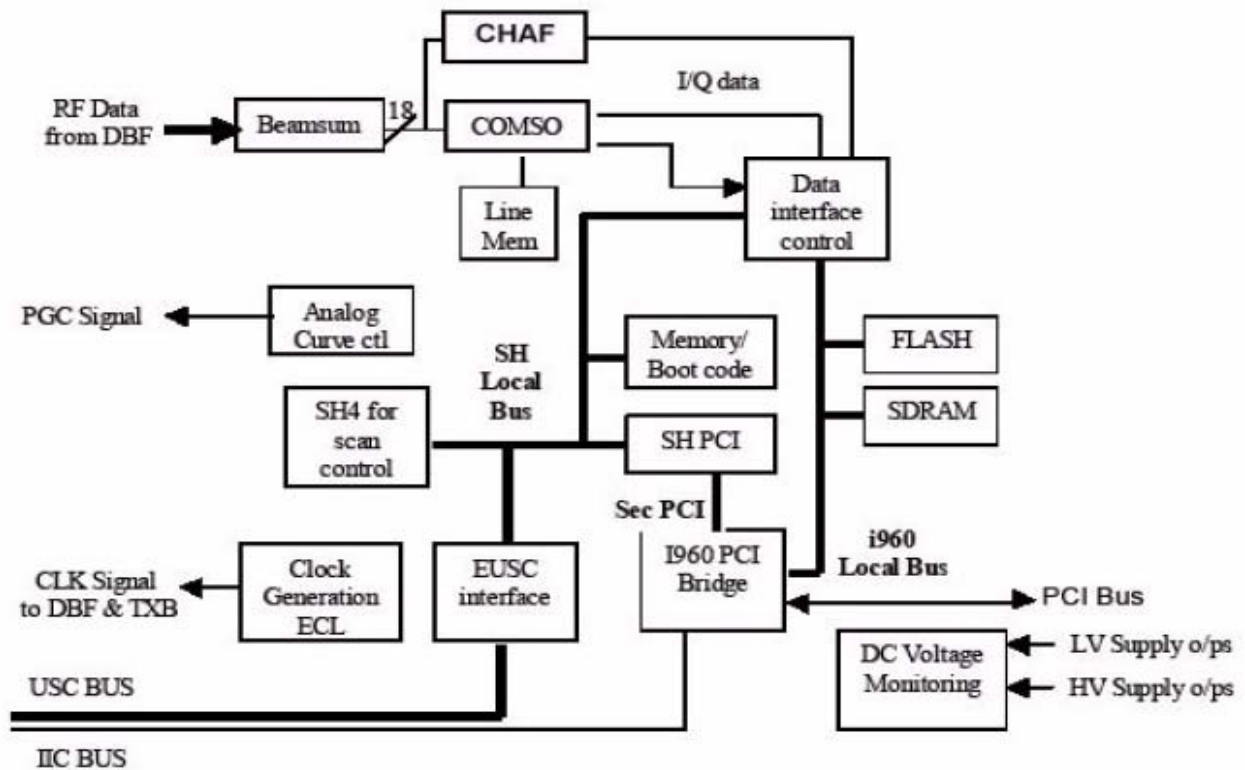 CHAF
I/Q data
RF Data
from DBF
Beamsum
18
COMSO
Data
interface
control
Line
Mem
PGC Signal
Analog
Curve ctl
SH
Local
Bus
Memory/
Boot code
FLASH
SDRAM
SH4 for
scan
control
SH PCI
Sec PCI
i960
Local Bus
CLK Signal
to DBF & TXB
Clock
Generation
ECL
EUSC
interface
I960 PCI
Bridge
PCI Bus
DC Voltage
Monitoring
LV Supply o/ps
HV Supply o/ps
USC BUS
IIC BUS